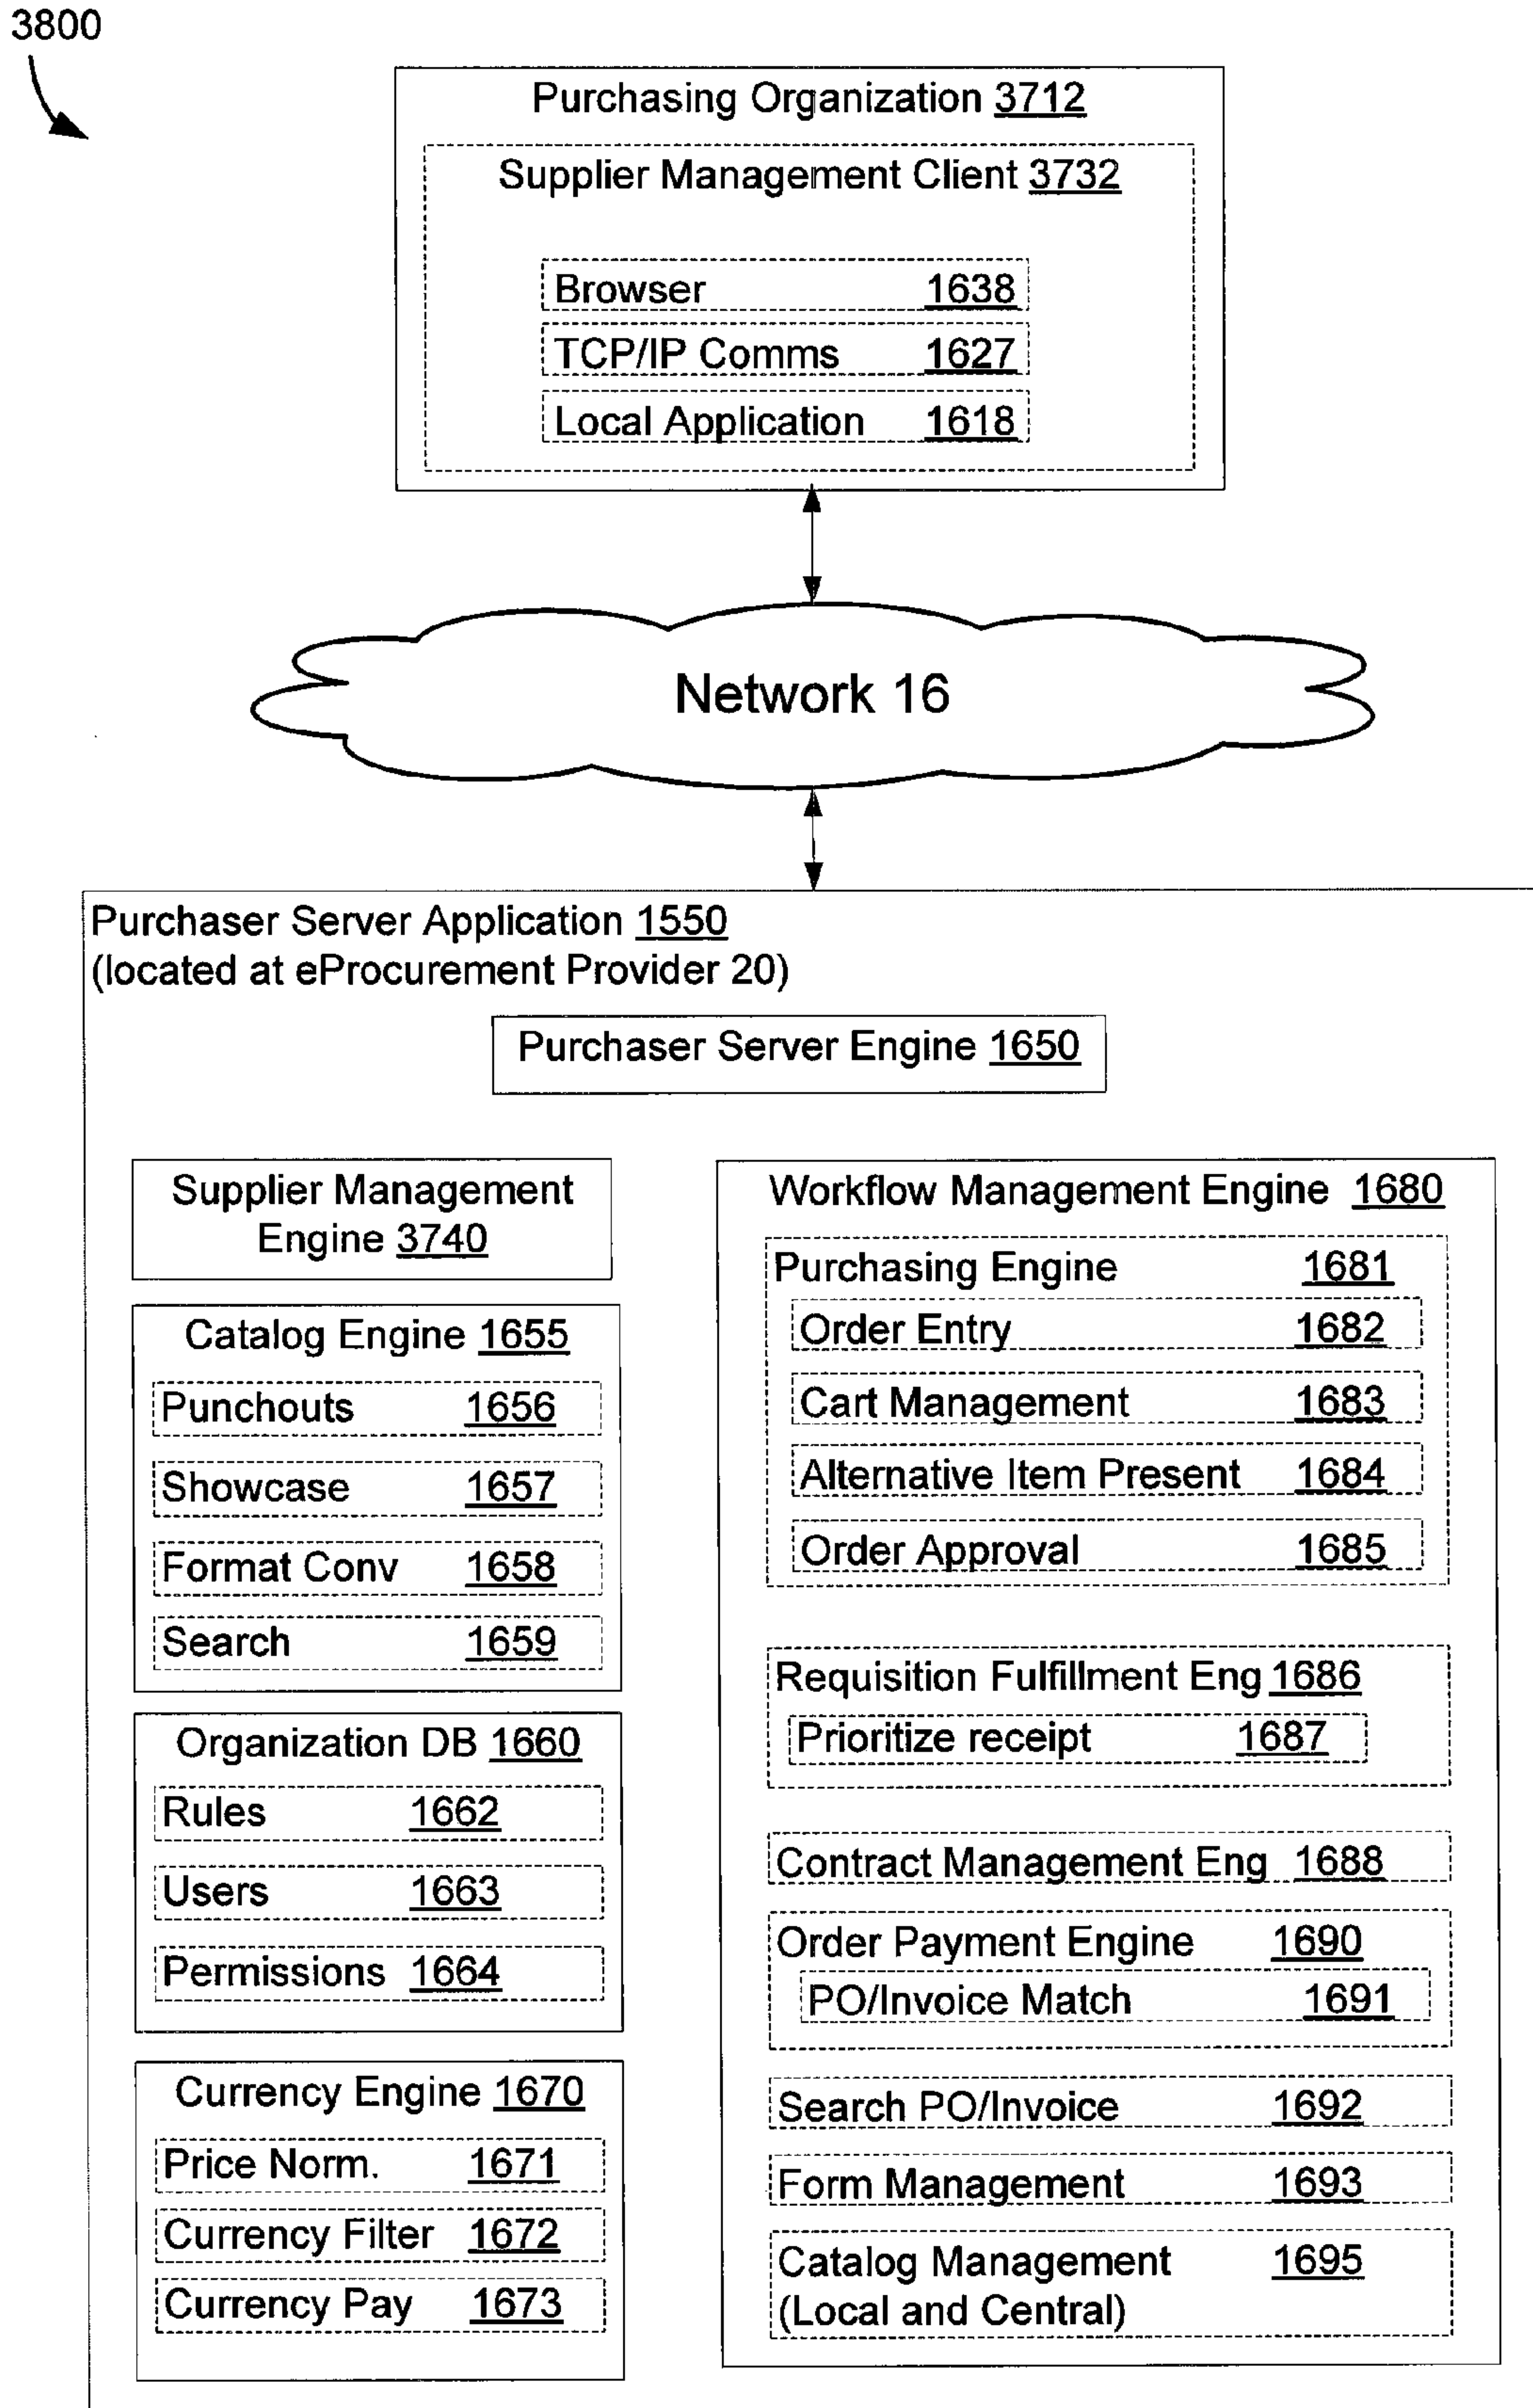 3800
Purchasing Organization 3712
Supplier Management Client 3732
Browser 1638
TCP/IP Comms 1627
Local Application 1618
Network 16
Purchaser Server Application 1550
(located at eProcurement Provider 20)
Purchaser Server Engine 1650
Supplier Management
Engine 3740
Catalog Engine 1655
Punchouts 1656
Showcase 1657
Format Conv 1658
Search 1659
Organization DB 1660
Rules 1662
Users 1663
Permissions 1664
Currency Engine 1670
Price Norm. 1671
Currency Filter 1672
Currency Pay 1673
Workflow Management Engine 1680
Purchasing Engine 1681
Order Entry 1682
Cart Management 1683
Alternative Item Present 1684
Order Approval 1685
Requisition Fulfillment Eng 1686
Prioritize receipt 1687
Contract Management Eng 1688
Order Payment Engine 1690
PO/Invoice Match 1691
Search PO/Invoice 1692
Form Management 1693
Catalog Management 1695
(Local and Central)